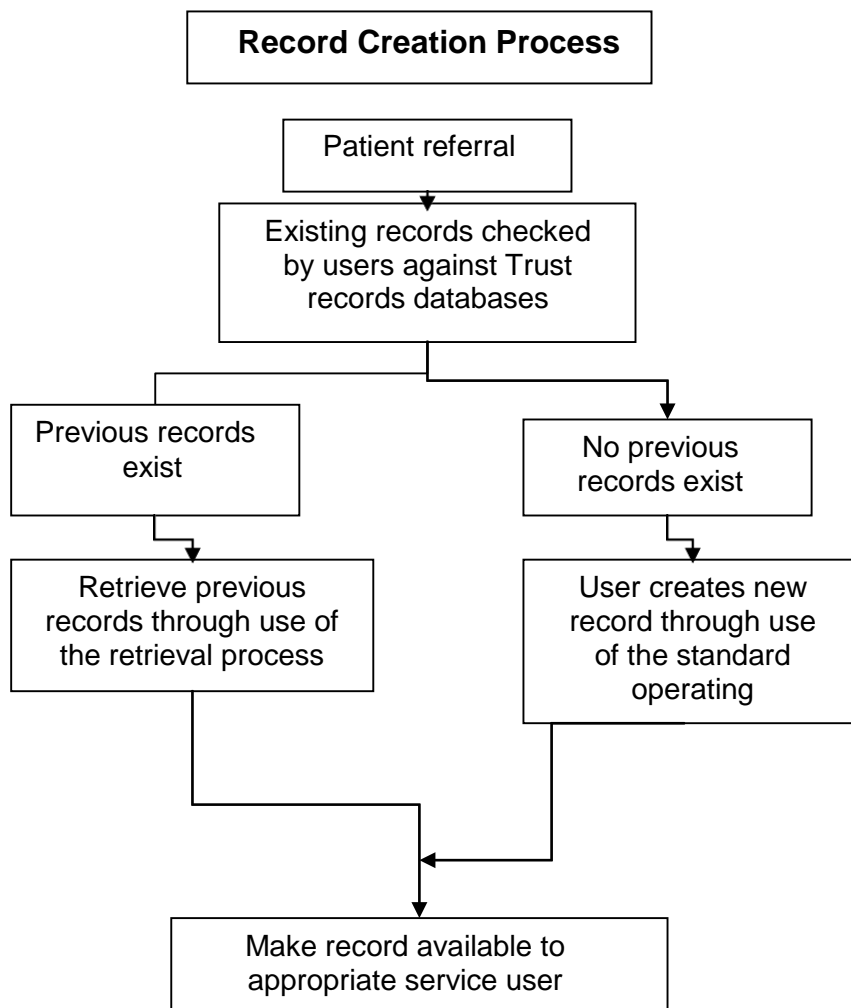 Record Creation Process
Patient referral
Existing records checked
by users against Trust
records databases
Previous records
exist
No previous
records exist
Retrieve previous
records through use of
the retrieval process
User creates new
record through use
of the standard
operating
Make record available to
appropriate service user